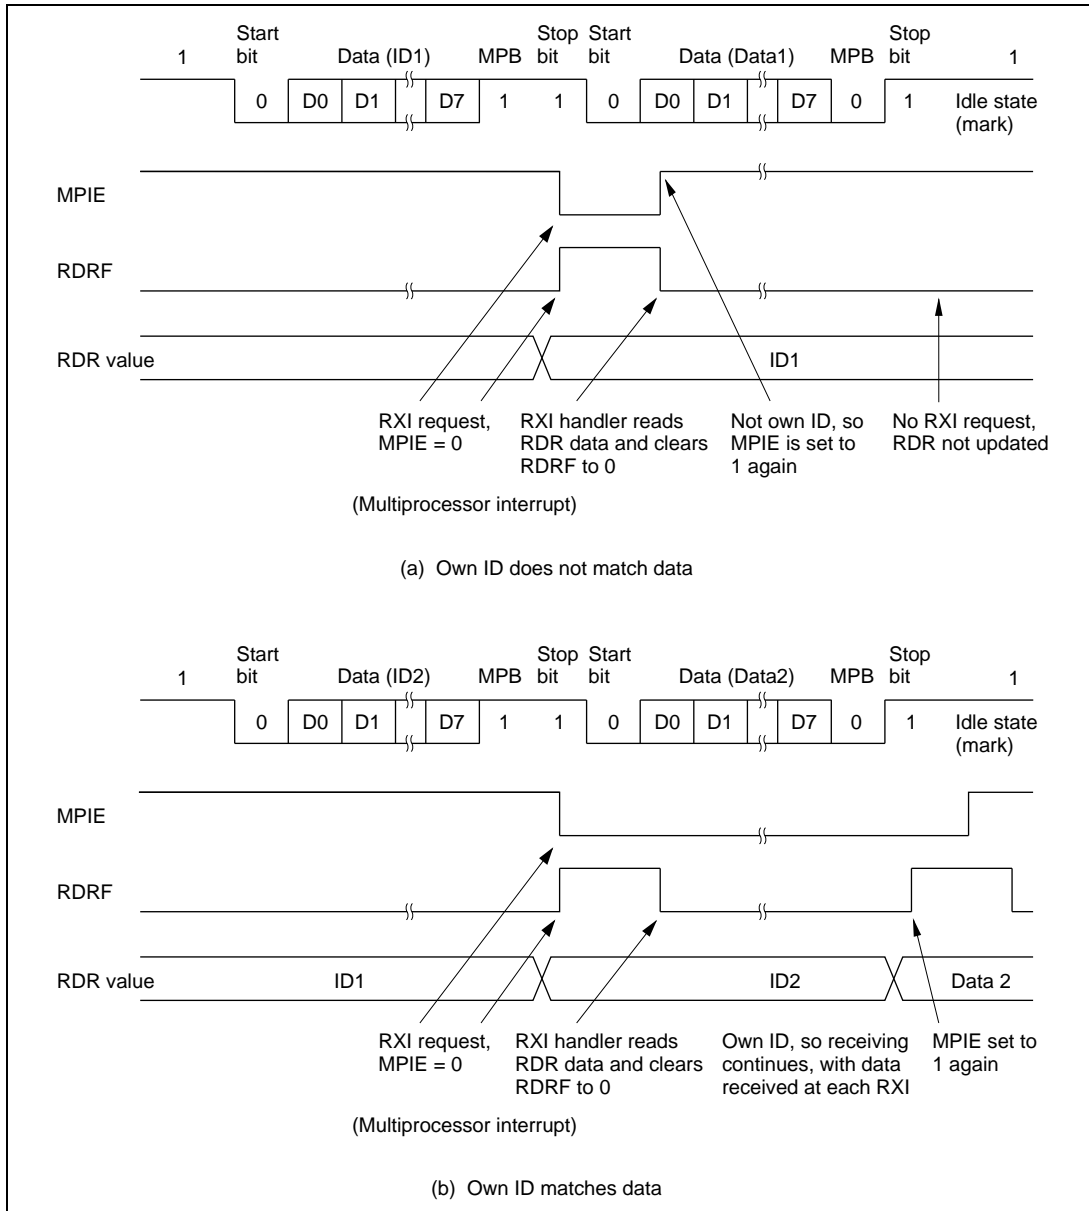 Start Stop Start Stop
1 bit Data (ID1) MPB bit bit Data (Data1) MPB bit 1
0 D0 D1 D7 1 1 0 D0 D1 D7 0 1 Idle state
(mark)
MPIE
RDRF
RDR value ID1
RXI request, RXI handler reads Not own ID, so No RXI request,
MPIE = 0 RDR data and clears MPIE is set to RDR not updated
RDRF to 0 1 again
(Multiprocessor interrupt)
(a) Own ID does not match data
Start Stop Start Stop
1 bit Data (ID2) MPB bit bit Data (Data2) MPB bit 1
0 D0 D1 D7 1 1 0 D0 D1 D7 0 1 Idle state
(mark)
MPIE
RDRF
RDR value ID1 ID2 Data 2
RXI request, RXI handler reads Own ID, so receiving MPIE set to
MPIE = 0 RDR data and clears continues, with data 1 again
RDRF to 0 received at each RXI
(Multiprocessor interrupt)
(b) Own ID matches data